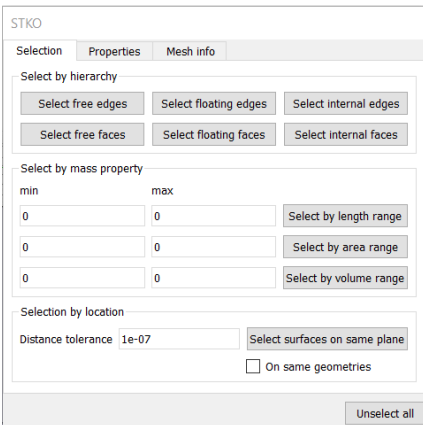 STKO
Selection Properties Mesh info
Select by hierarchy
Select free edges Select floating edges Select internal edges
Select free faces Select floating faces Select internal faces
Select by mass property
min max
0 0 Select by length range
0 0 Select by area range
0 0 Select by volume range
Selection by location
Distance tolerance 1e-07 Select surfaces on same plane
On same geometries
Unselect all